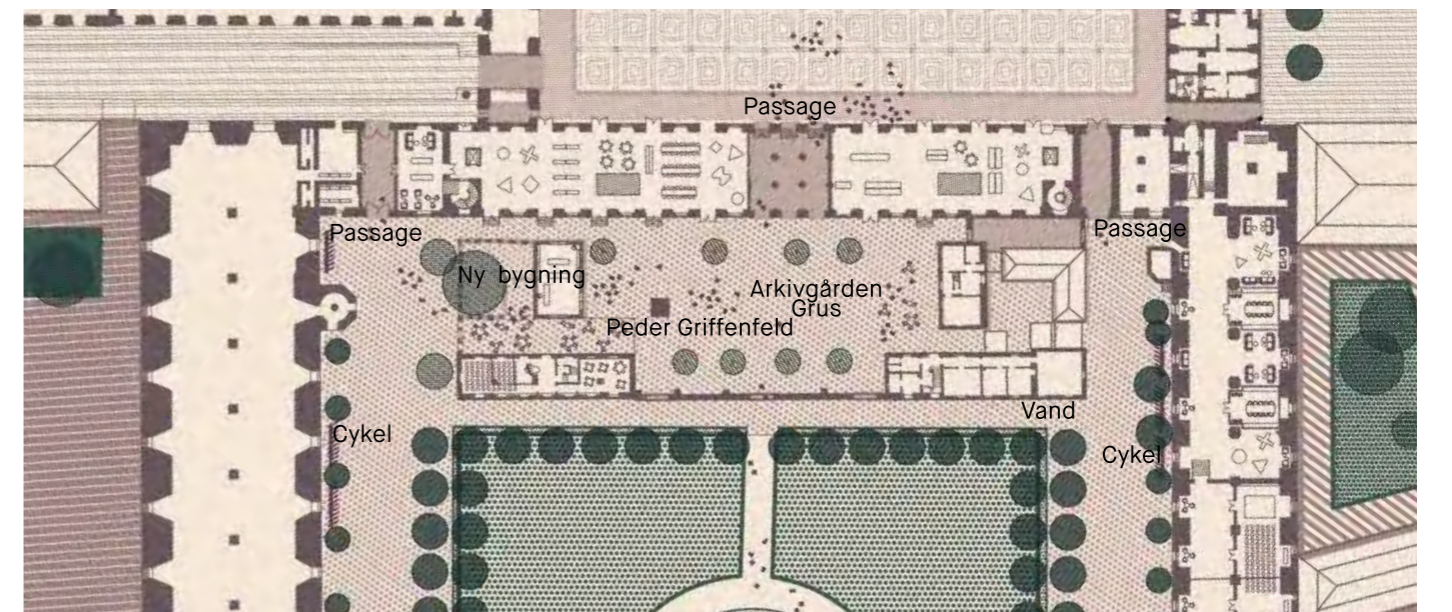 Passage
Passage
Passage
Ny bygning
Arkivgården
Grus
Peder Griffenfeld
Vand
Cykel
Cykel